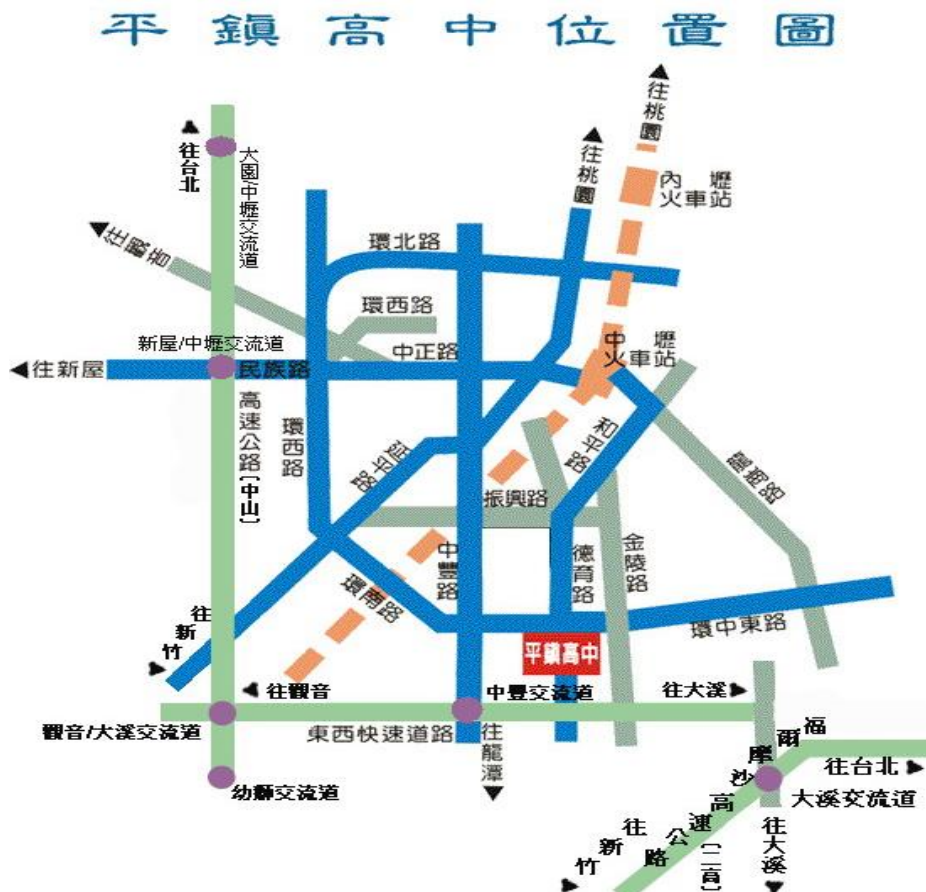 平鎮高中位置圖
往桃園
往桃園
往台北
大園/中壢交流道
內壢
火車站
環北路
往觀音
環西路
新屋/中壢交流道
中正路
中壢
火車站
往新屋
民族路
高速公路[中山]
環西路
延平路
和平路
振興路
中豐路
德育路
金陵路
環南路
環中東路
往新竹
平鎮高中
往觀音
中豐交流道
往大溪
觀音/大溪交流道
東西快速道路
往龍潭
幼獅交流道
福爾摩沙高速公路[二高]
往台北
大溪交流道
往新竹
往大溪